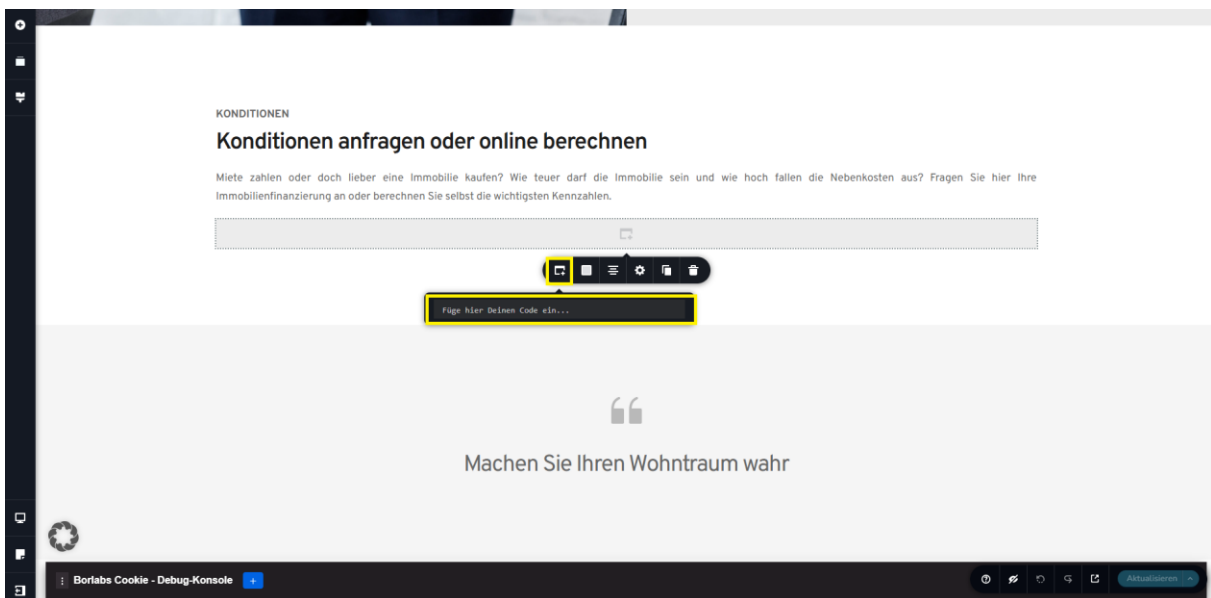 KONDITIONEN
Konditionen anfragen oder online berechnen
Miete zahlen oder doch lieber eine Immobilie kaufen? Wie teuer darf die Immobilie sein und wie hoch fallen die Nebenkosten aus? Fragen Sie hier Ihre
Immobilienfinanzierung an oder berechnen Sie selbst die wichtigsten Kennzahlen.
Füge hier Deinen Code ein...
Machen Sie Ihren Wohntraum wahr
Borlabs Cookie - Debug-Konsole
Aktualisieren